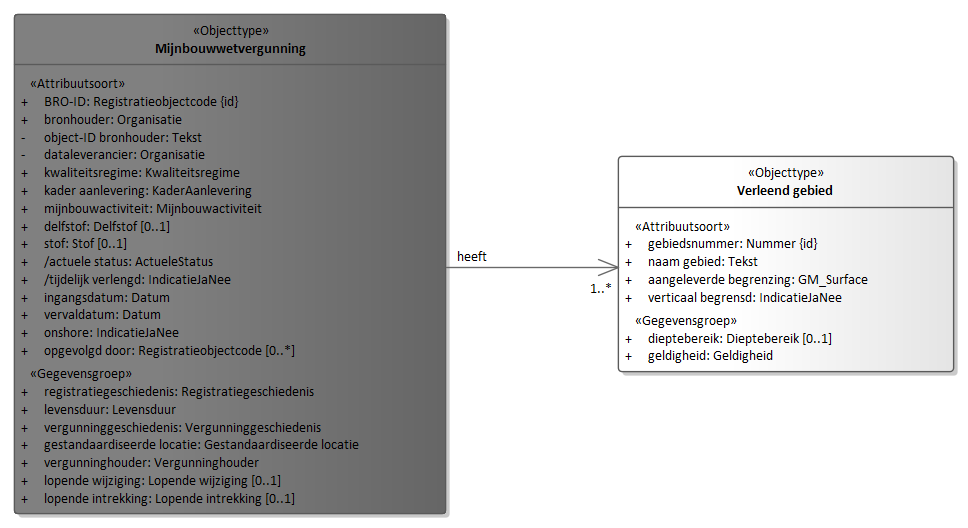 «Objecttype»
Mijnbouwwetvergunning
«Attribuutsoort»
+ BRO-ID: Registratieobjectcode {id}
+ bronhouder: Organisatie
- object-ID bronhouder: Tekst
- dataleverancier: Organisatie
+ kwaliteitsregime: Kwaliteitsregime
+ kader aanlevering: KaderAanlevering
+ mijnbouwactiviteit: Mijnbouwactiviteit
+ delfstof: Delfstof [0..1]
+ stof: Stof [0..1]
+ /actuele status: ActueleStatus
+ /tijdelijk verlengd: IndicatieJaNee
+ ingangsdatum: Datum
+ vervaldatum: Datum
+ onshore: IndicatieJaNee
+ opgevolgd door: Registratieobjectcode [0..*]
«Gegevensgroep»
+ registratiegeschiedenis: Registratiegeschiedenis
+ levensduur: Levensduur
+ vergunninggeschiedenis: Vergunninggeschiedenis
+ gestandaardiseerde locatie: Gestandaardiseerde locatie
+ vergunninghouder: Vergunninghouder
+ lopende wijziging: Lopende wijziging [0..1]
+ lopende intrekking: Lopende intrekking [0..1]
heeft
1..*
«Objecttype»
Verleend gebied
«Attribuutsoort»
+ gebiedsnummer: Nummer {id}
+ naam gebied: Tekst
+ aangeleverde begrenzing: GM_Surface
+ verticaal begrensd: IndicatieJaNee
«Gegevensgroep»
+ dieptebereik: Dieptebereik [0..1]
+ geldigheid: Geldigheid